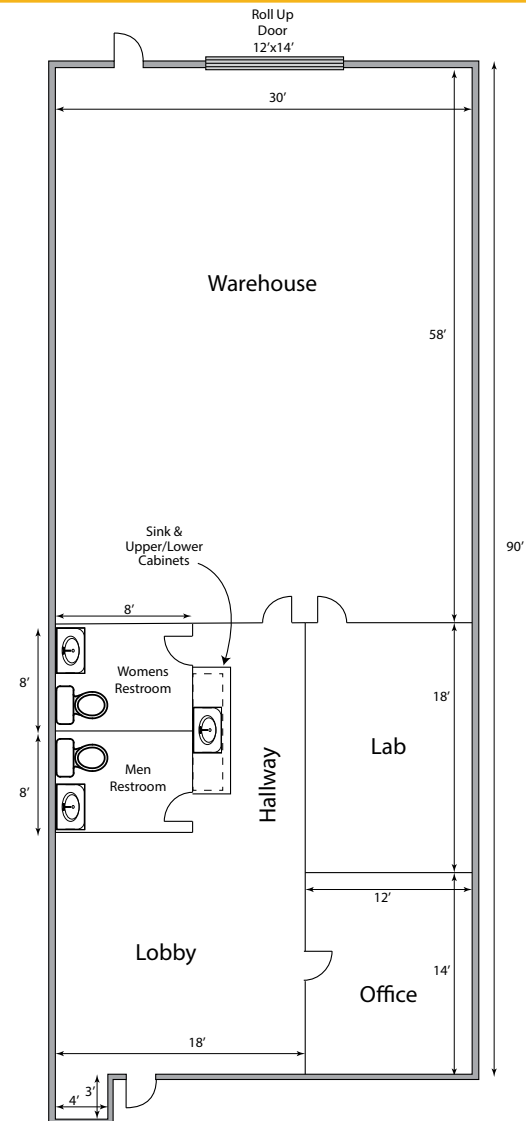 Roll Up
Door
12'x14'
30'
Warehouse
58'
90'
Sink &
Upper/Lower
Cabinets
8'
8'
Womens
Restroom
18'
Lab
Hallway
8'
Men
Restroom
12'
Lobby
14'
Office
18'
3'
4'